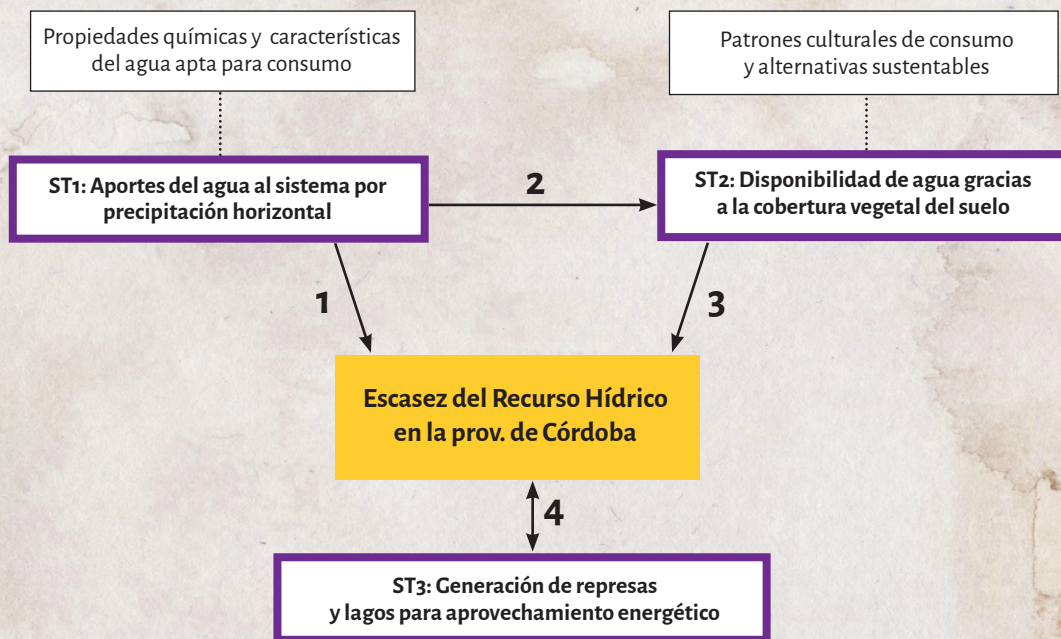 Propiedades químicas y características
del agua apta para consumo
Patrones culturales de consumo
y alternativas sustentables
ST1: Aportes del agua al sistema por
precipitación horizontal
2
ST2: Disponibilidad de agua gracias
a la cobertura vegetal del suelo
1
3
Escasez del Recurso Hídrico
en la prov. de Córdoba
4
ST3: Generación de represas
y lagos para aprovechamiento energético